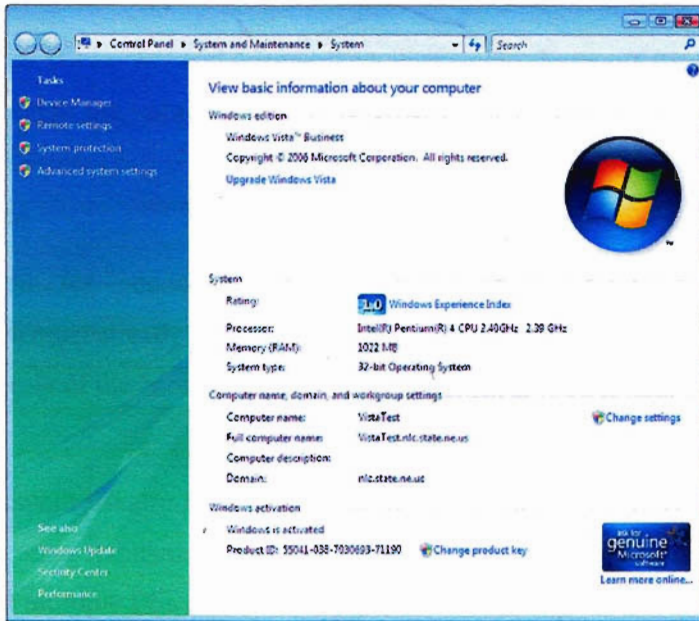 Control Panel ▸ System and Maintenance ▸ System
Search
Tasks
Device Manager
Remote settings
System protection
Advanced system settings
View basic information about your computer
Windows edition
Windows Vista™ Business
Copyright © 2006 Microsoft Corporation. All rights reserved.
Upgrade Windows Vista
System
Rating: 1.0 Windows Experience Index
Processor: Intel(R) Pentium(R) 4 CPU 2.40GHz 2.39 GHz
Memory (RAM): 1022 MB
System type: 32-bit Operating System
Computer name, domain, and workgroup settings
Computer name: VistaTest Change settings
Full computer name: VistaTest.nlc.state.ne.us
Computer description:
Domain: nlc.state.ne.us
Windows activation
Windows is activated
Product ID: 55041-038-7030693-71190 Change product key
ask for
genuine
Microsoft
software
Learn more online...
See also
Windows Update
Security Center
Performance